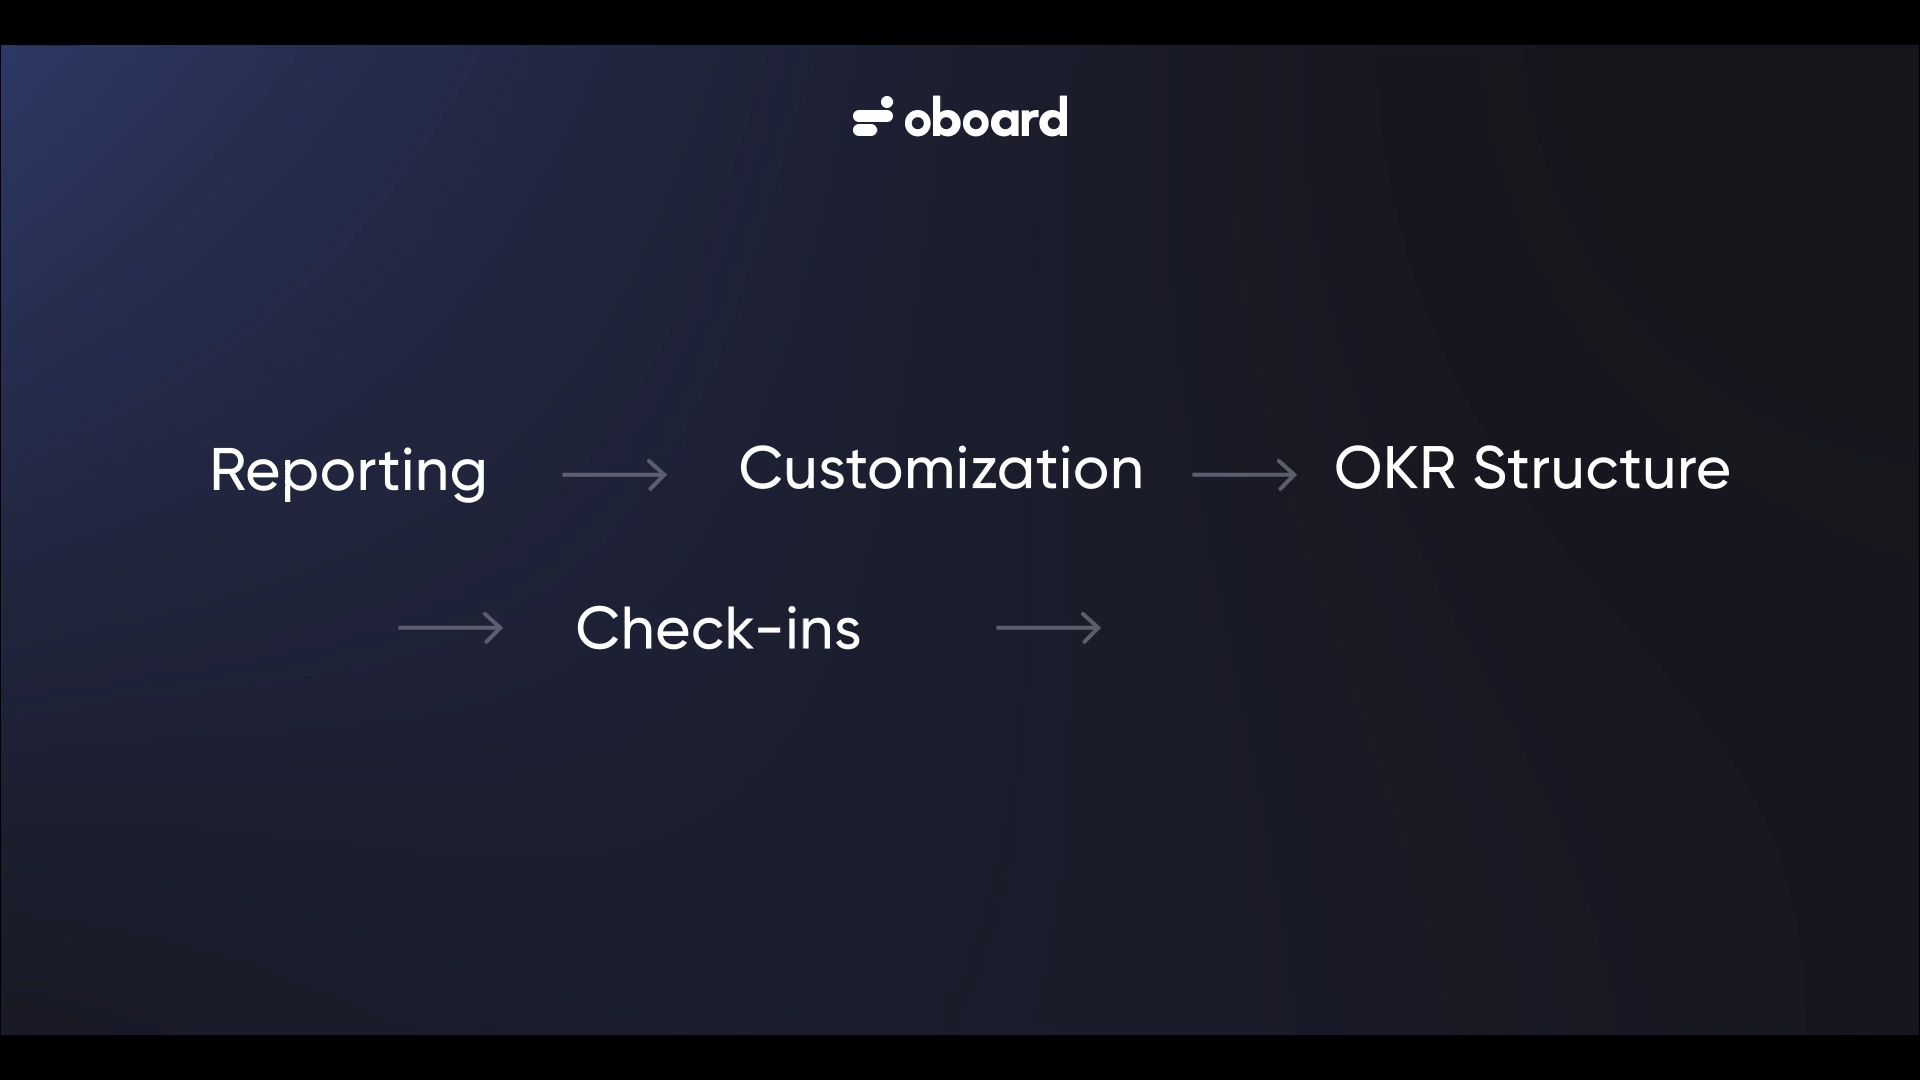 oboard
Reporting → Customization → OKR Structure
→ Check-ins →